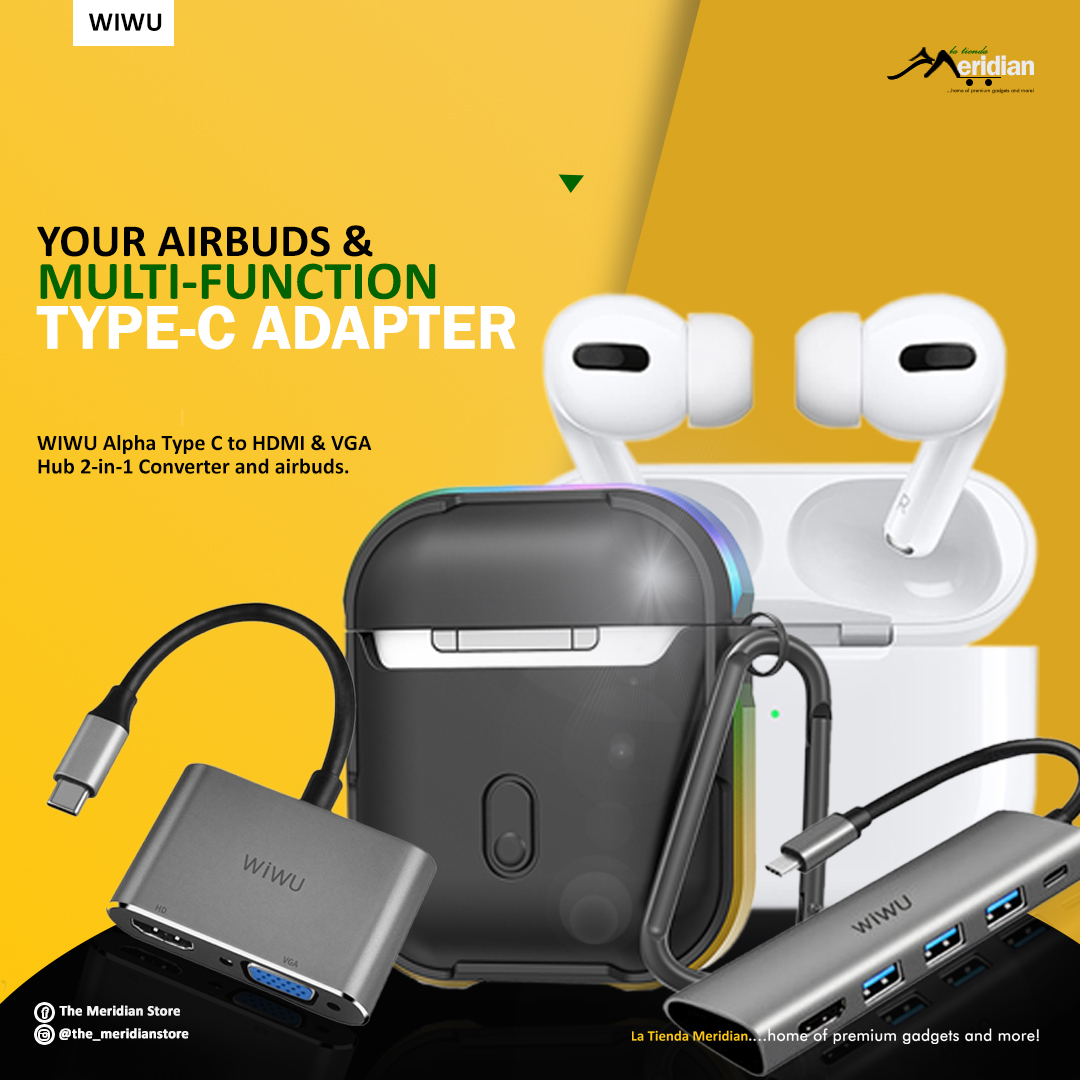 WIWU
la tienda
Meridian
...home of premium gadgets and more!
YOUR AIRBUDS &
MULTI-FUNCTION
TYPE-C ADAPTER
WIWU Alpha Type C to HDMI & VGA
Hub 2-in-1 Converter and airbuds.
R
WiWU
HD
VGA
WIWU
The Meridian Store
@the_meridianstore
La Tienda Meridian....home of premium gadgets and more!